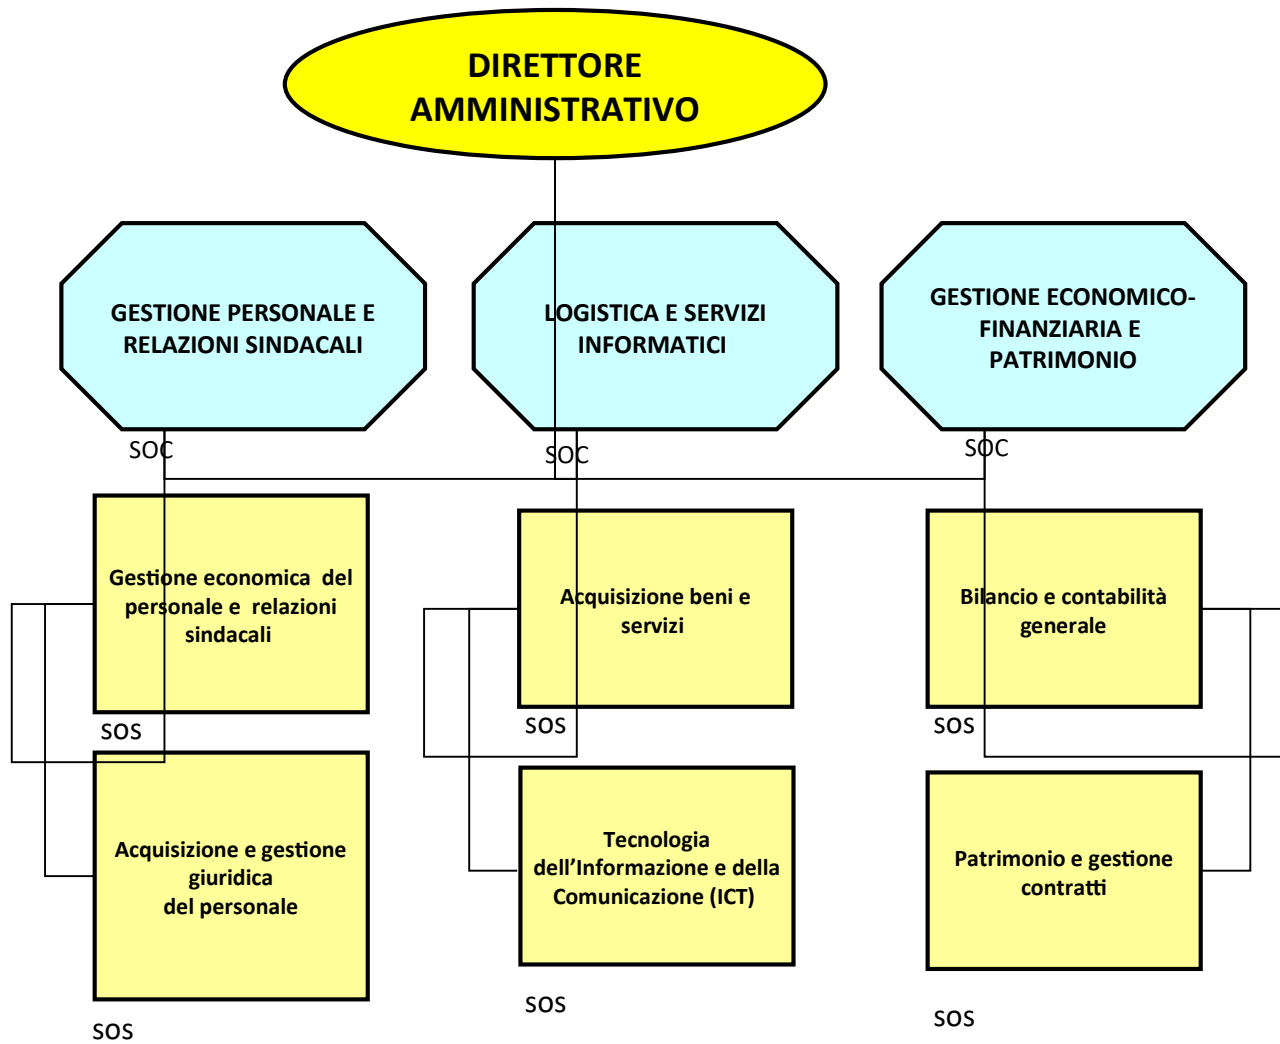 DIRETTORE
AMMINISTRATIVO
GESTIONE PERSONALE E
RELAZIONI SINDACALI
LOGISTICA E SERVIZI
INFORMATICI
GESTIONE ECONOMICO-
FINANZIARIA E
PATRIMONIO
SOC
SOC
SOC
Gestione economica del
personale e relazioni
sindacali
Acquisizione beni e
servizi
Bilancio e contabilità
generale
SOS
SOS
SOS
Acquisizione e gestione
giuridica
del personale
Tecnologia
dell’Informazione e della
Comunicazione (ICT)
Patrimonio e gestione
contratti
SOS
SOS
SOS